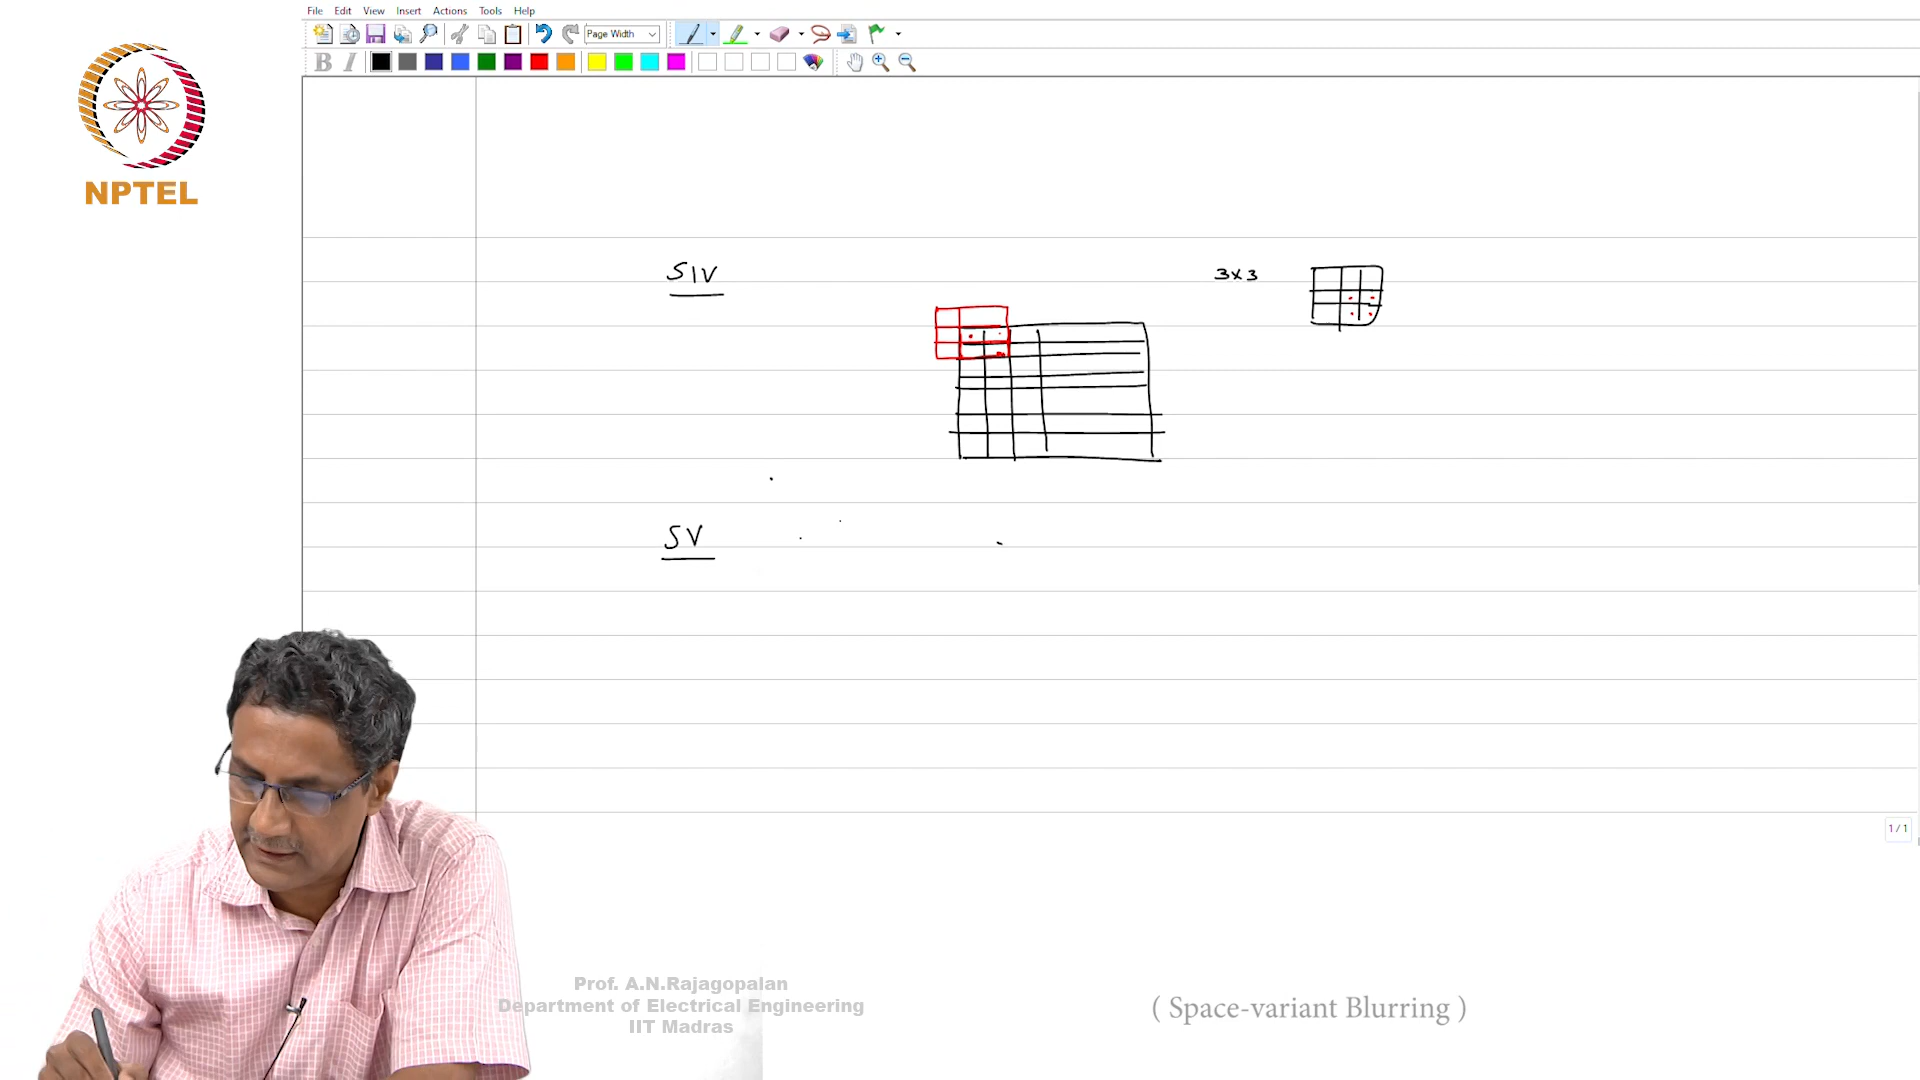 File Edit View Insert Actions Tools Help
Page Width
B I
NPTEL
SIV
3x3
SV
1 / 1
Prof. A.N.Rajagopalan
Department of Electrical Engineering
IIT Madras
( Space-variant Blurring )